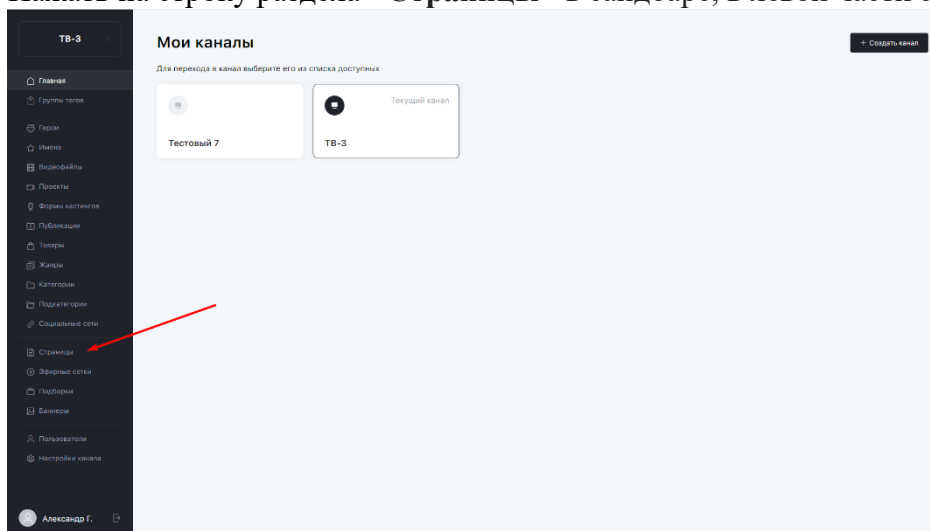 ТВ-3
Мои каналы
+ Создать канал
Для перехода в канал выберите его из списка доступных
Главная
Группы тегов
Текущий канал
Тестовый 7
ТВ-3
Герои
Имена
Видеофайлы
Проекты
Формы кастингов
Публикации
Товары
Жанры
Категории
Подкатегории
Социальные сети
Страницы
Эфирные сетки
Подборки
Баннеры
Пользователи
Настройки канала
Александр Г.